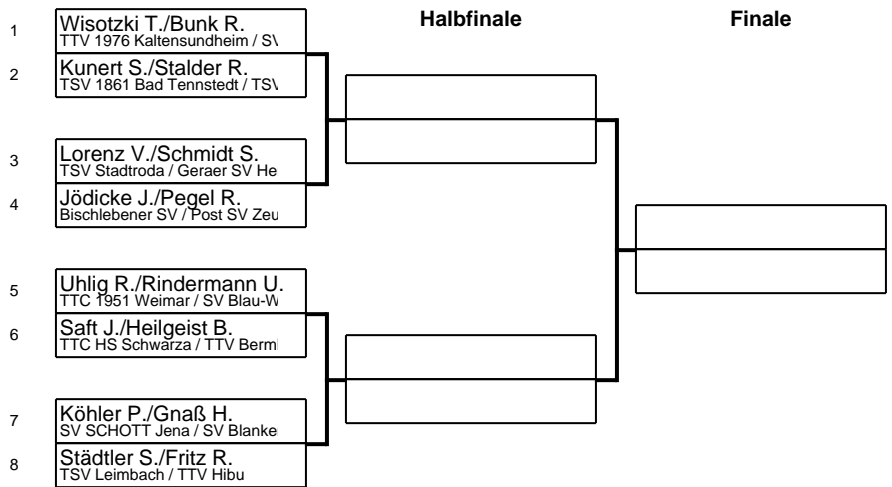 Halbfinale
Finale
1
Wisotzki T./Bunk R.
TTV 1976 Kaltensundheim /
2
Kunert S./Stalder R.
TSV 1861 Bad Tennstedt / TSV
3
Lorenz V./Schmidt S.
TSV Stadtroda / Geraer SV He
4
Jödicke J./Pegel R.
Bischlebener SV / Post SV Zeu
5
Uhlig R./Rindermann U.
TTC 1951 Weimar / SV Blau-W
6
Saft J./Heilgeist B.
TTC HS Schwarza / TTV Berm
7
Köhler P./Gnaß H.
SV SCHOTT Jena / SV Blanke
8
Städtler S./Fritz R.
TSV Leimbach / TTV Hibu